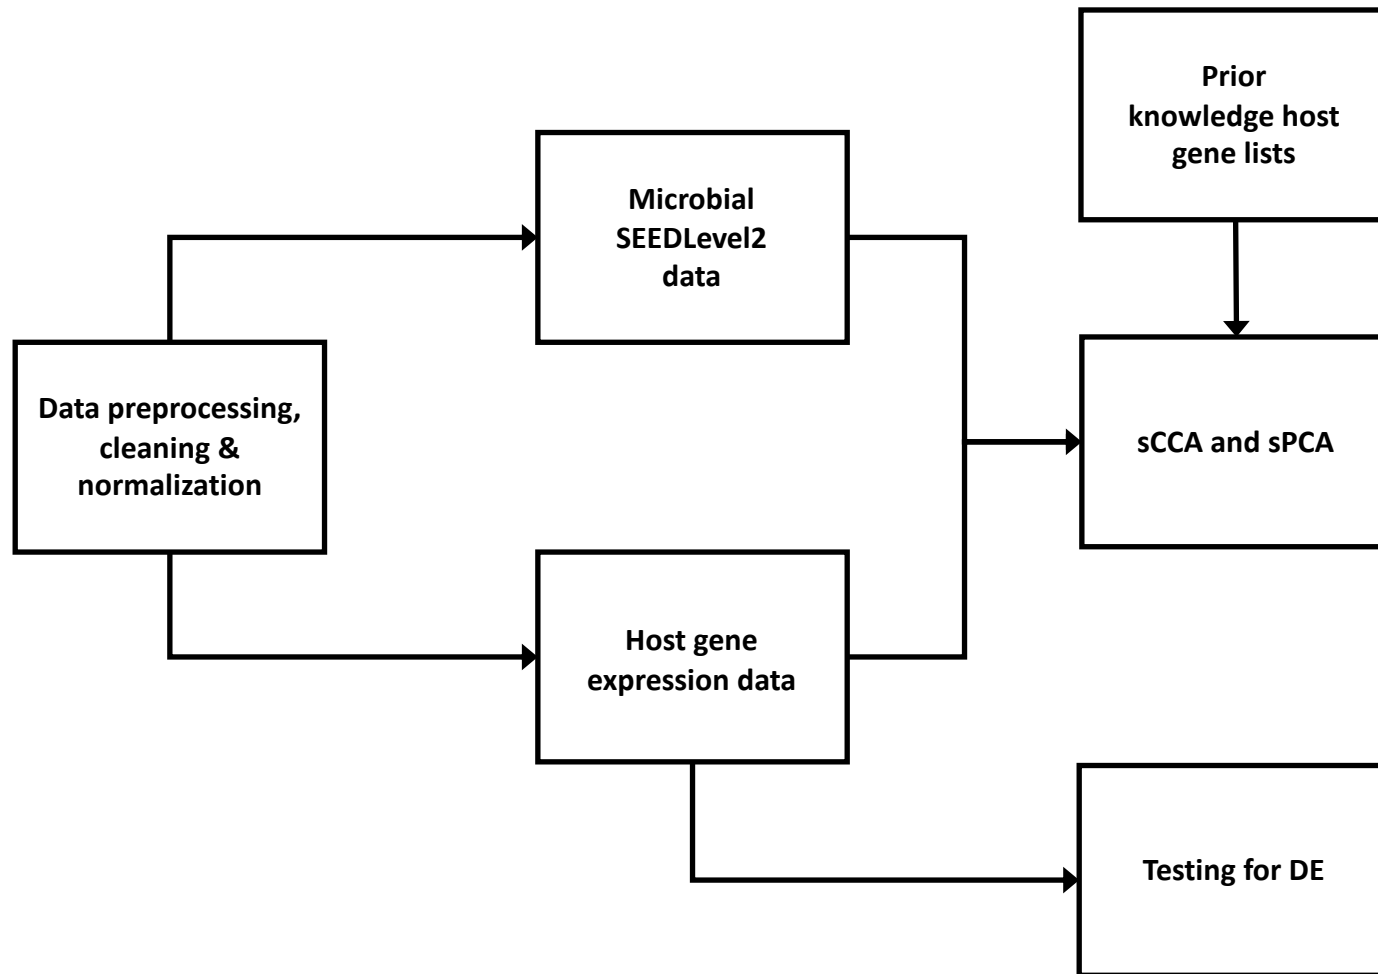 Prior
knowledge host
gene lists
Microbial
SEEDLevel2
data
Data preprocessing,
cleaning &
normalization
sCCA and sPCA
Host gene
expression data
Testing for DE